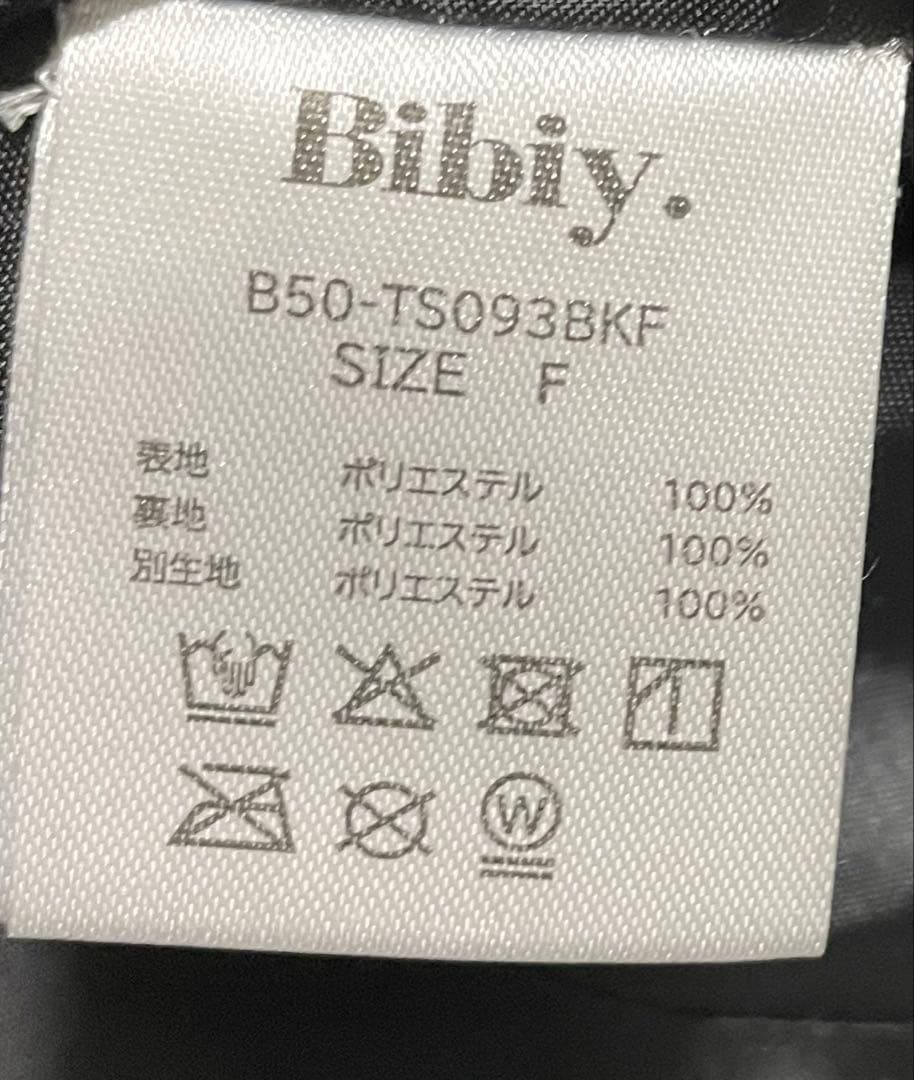 Bibiy.
B50-TS093BKF
SIZE F
表地 ポリエステル 100%
裏地 ポリエステル 100%
別生地 ポリエステル 100%
W